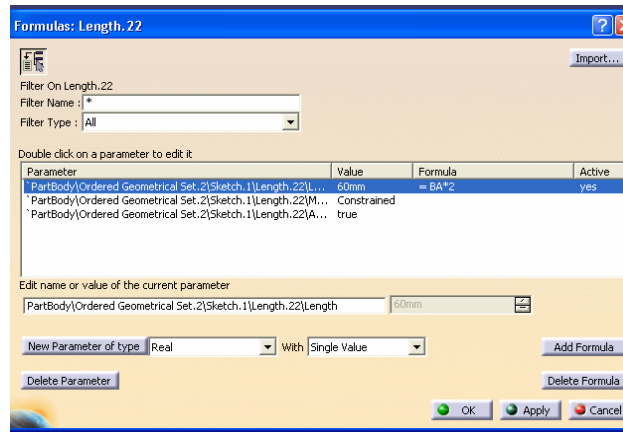 Formulas: Length.22
Import...
Filter On Length.22
Filter Name : *
Filter Type : All
Double click on a parameter to edit it
Parameter Value Formula Active
`PartBody\Ordered Geometrical Set.2\Sketch.1\Length.22\L... 60mm = BA*2 yes
`PartBody\Ordered Geometrical Set.2\Sketch.1\Length.22\M... Constrained
`PartBody\Ordered Geometrical Set.2\Sketch.1\Length.22\A... true
Edit name or value of the current parameter
PartBody\Ordered Geometrical Set.2\Sketch.1\Length.22\Length 60mm
New Parameter of type Real With Single Value Add Formula
Delete Parameter Delete Formula
OK Apply Cancel